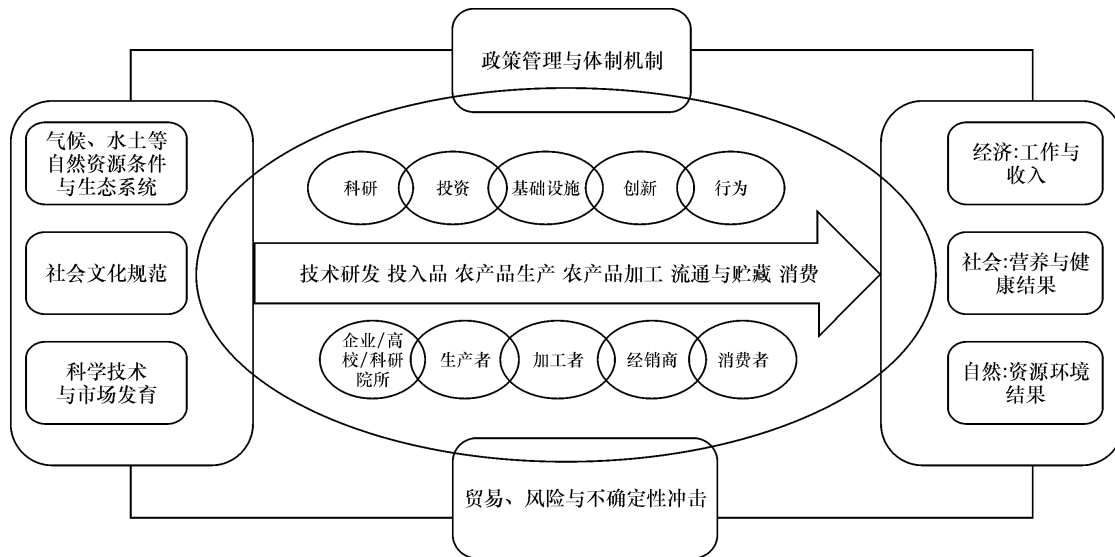 政策管理与体制机制
气候、水土等
自然资源条件
与生态系统
社会文化规范
科学技术
与市场发育
科研
投资
基础设施
创新
行为
技术研发 投入品 农产品生产 农产品加工 流通与贮藏 消费
企业/高
校/科研
院所
生产者
加工者
经销商
消费者
经济:工作与
收入
社会:营养与健
康结果
自然:资源环境
结果
贸易、风险与不确定性冲击